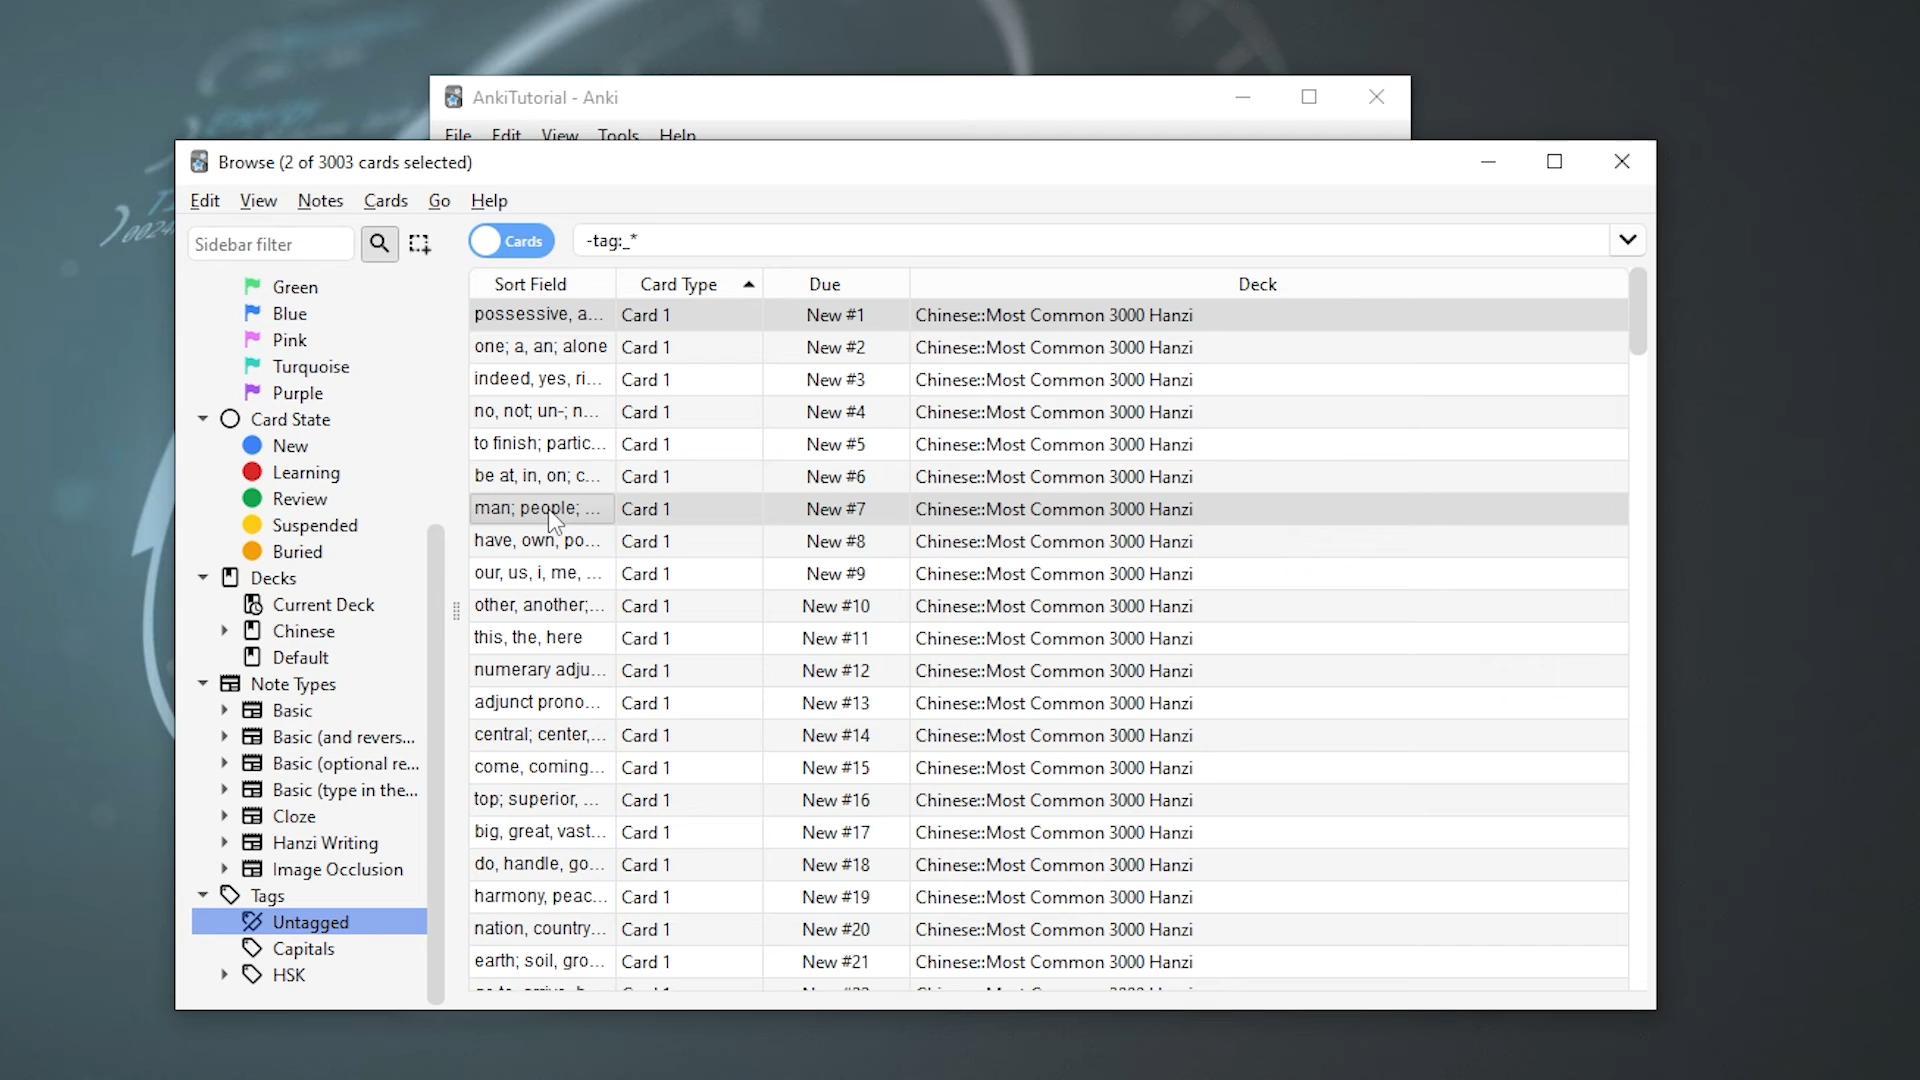 AnkiTutorial - Anki
File Edit View Tools Help
Browse (2 of 3003 cards selected)
Edit View Notes Cards Go Help
Sidebar filter
Cards
-tag:_*
Green
Blue
Pink
Turquoise
Purple
Card State
New
Learning
Review
Suspended
Buried
Decks
Current Deck
Chinese
Default
Note Types
Basic
Basic (and revers...
Basic (optional re...
Basic (type in the...
Cloze
Hanzi Writing
Image Occlusion
Tags
Untagged
Capitals
HSK
Sort Field Card Type Due Deck
possessive, a... Card 1 New #1 Chinese::Most Common 3000 Hanzi
one; a, an; alone Card 1 New #2 Chinese::Most Common 3000 Hanzi
indeed, yes, ri... Card 1 New #3 Chinese::Most Common 3000 Hanzi
no, not; un-; n... Card 1 New #4 Chinese::Most Common 3000 Hanzi
to finish; partic... Card 1 New #5 Chinese::Most Common 3000 Hanzi
be at, in, on; c... Card 1 New #6 Chinese::Most Common 3000 Hanzi
man; people; ... Card 1 New #7 Chinese::Most Common 3000 Hanzi
have, own, po... Card 1 New #8 Chinese::Most Common 3000 Hanzi
our, us, i, me, ... Card 1 New #9 Chinese::Most Common 3000 Hanzi
other, another;... Card 1 New #10 Chinese::Most Common 3000 Hanzi
this, the, here Card 1 New #11 Chinese::Most Common 3000 Hanzi
numerary adju... Card 1 New #12 Chinese::Most Common 3000 Hanzi
adjunct prono... Card 1 New #13 Chinese::Most Common 3000 Hanzi
central; center,... Card 1 New #14 Chinese::Most Common 3000 Hanzi
come, coming... Card 1 New #15 Chinese::Most Common 3000 Hanzi
top; superior, ... Card 1 New #16 Chinese::Most Common 3000 Hanzi
big, great, vast... Card 1 New #17 Chinese::Most Common 3000 Hanzi
do, handle, go... Card 1 New #18 Chinese::Most Common 3000 Hanzi
harmony, peac... Card 1 New #19 Chinese::Most Common 3000 Hanzi
nation, country... Card 1 New #20 Chinese::Most Common 3000 Hanzi
earth; soil, gro... Card 1 New #21 Chinese::Most Common 3000 Hanzi